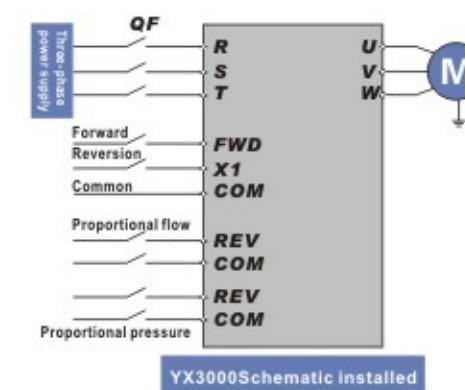 QF
Three-phase
power supply
R
S
T
U
V
W
M
Forward
FWD
Reversion
X1
Common
COM
Proportional flow
REV
COM
REV
COM
Proportional pressure
YX3000Schematic installed